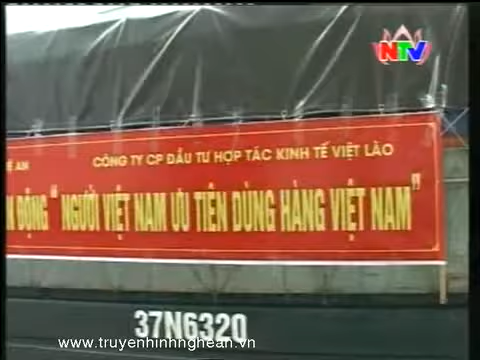 NTV
Ệ AN CÔNG TY CP ĐẦU TƯ HỢP TÁC KINH TẾ VIỆT LÀO
N ĐỘNG "NGƯỜI VIỆT NAM ƯU TIÊN DÙNG HÀNG VIỆT NAM"
37N6320
www.truyenhinhnghean.vn